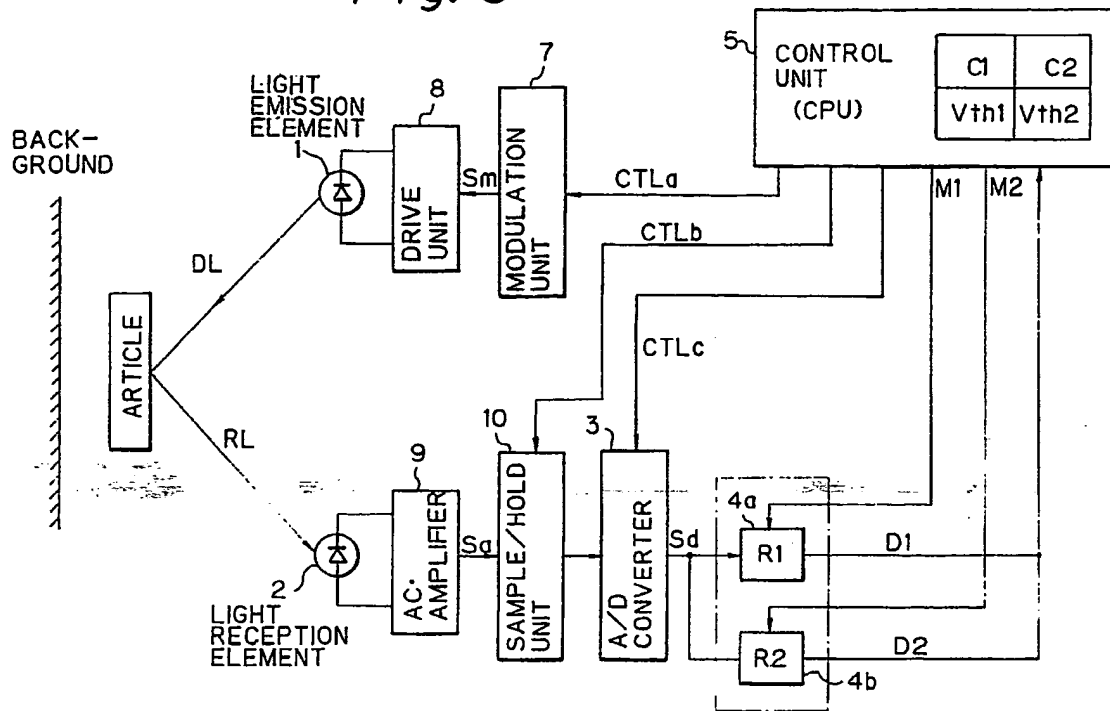 Fig. 
5
CONTROL
UNIT
(CPU)
C1
C2
Vth1
Vth2
7
8
LIGHT
EMISSION
ELEMENT
1
BACK-
GROUND
DRIVE
UNIT
Sm
MODULATION
UNIT
CTLa
M1
M2
CTLb
DL
CTLc
ARTICLE
RL
10
3
9
4a
AC·
AMPLIFIER
Sa
SAMPLE/HOLD
UNIT
A/D
CONVERTER
Sd
R1
D1
2
LIGHT
RECEPTION
ELEMENT
R2
D2
4b